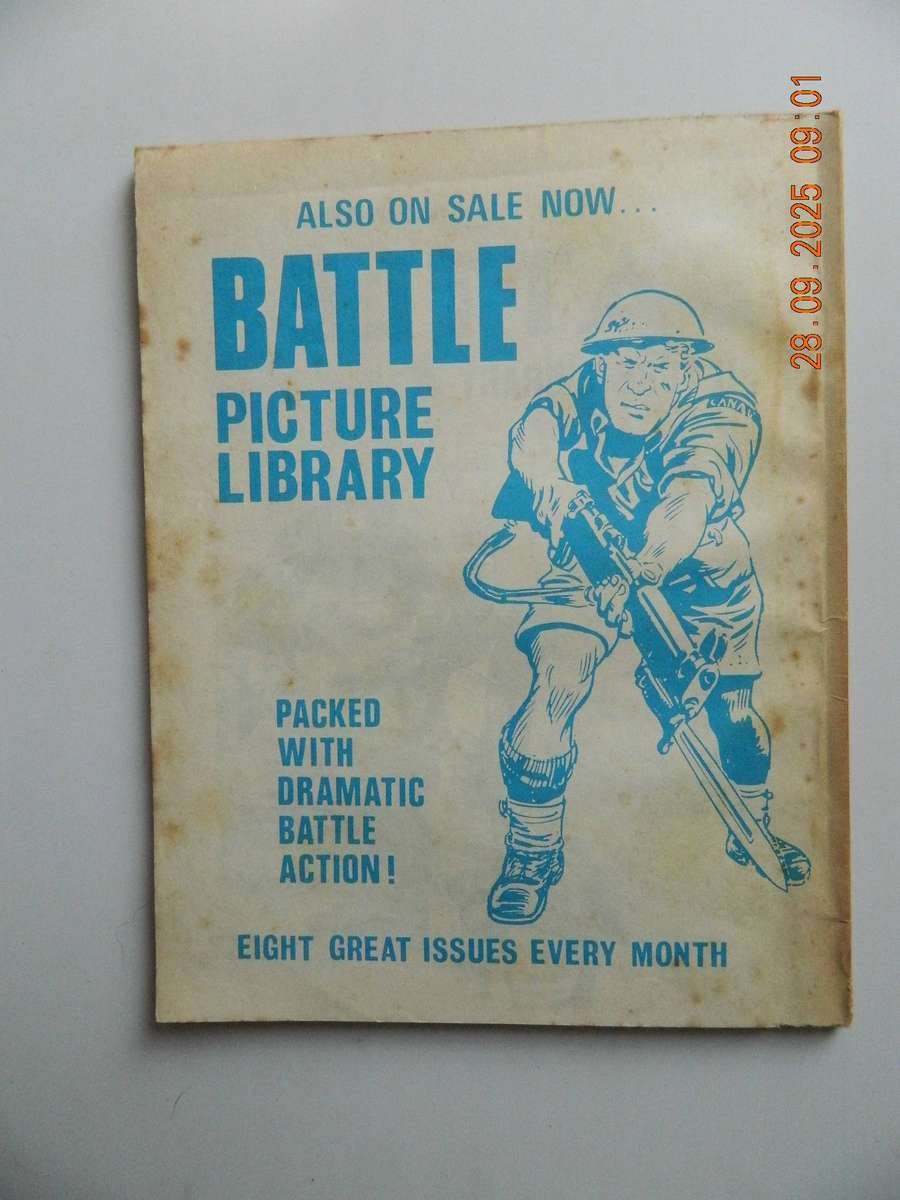 ALSO ON SALE NOW...
BATTLE
PICTURE
LIBRARY
CANA
PACKED
WITH
DRAMATIC
BATTLE
ACTION!
EIGHT GREAT ISSUES EVERY MONTH
28.09.2025 09:01